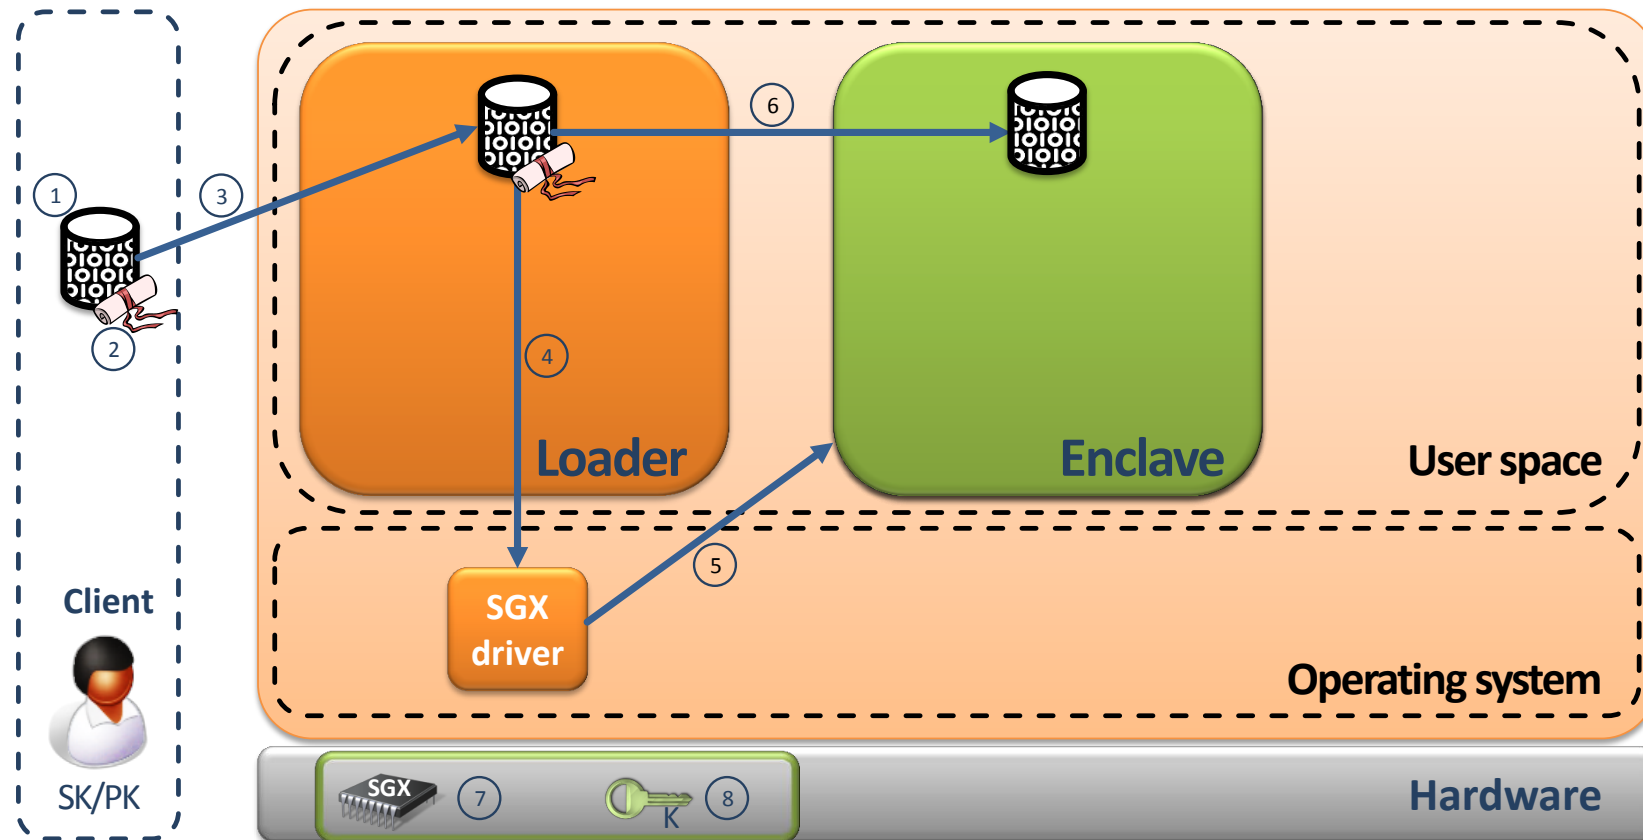 1
2
Client
SK/PK
3
6
4
Loader
Enclave
User space
5
SGX
driver
Operating system
SGX
7
K
8
Hardware